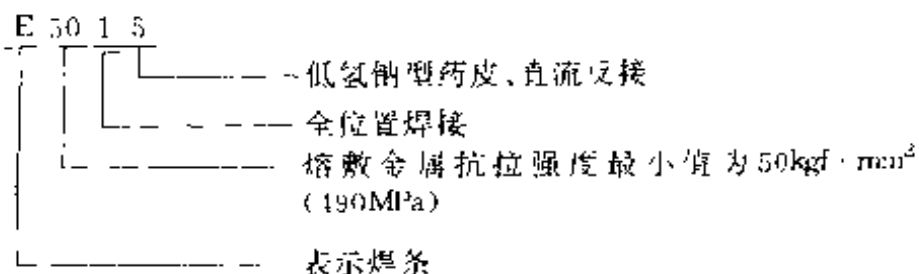 E 50 1 5
低氢钠型药皮、直流反接
全位置焊接
熔敷金属抗拉强度最小值为50kgf·mm²
(490MPa)
表示焊条